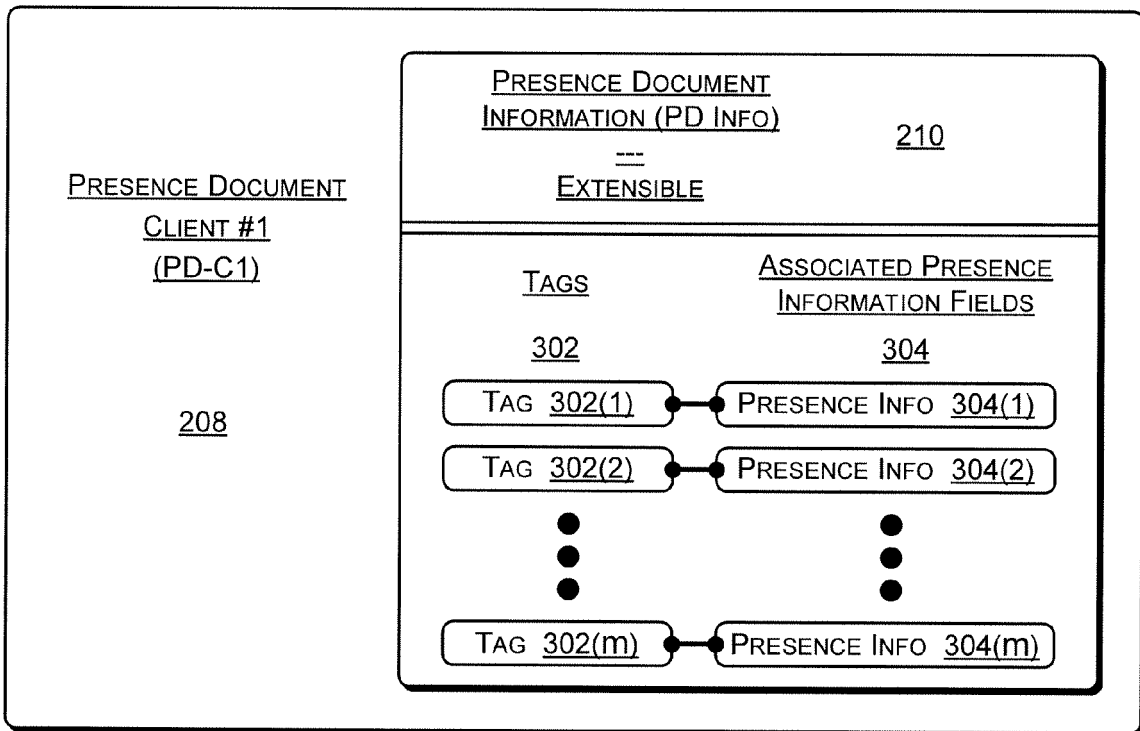 PRESENCE DOCUMENT
CLIENT #1
(PD-C1)
208
PRESENCE DOCUMENT
INFORMATION (PD INFO)
---
EXTENSIBLE
210
TAGS
302
ASSOCIATED PRESENCE
INFORMATION FIELDS
304
TAG 302(1) PRESENCE INFO 304(1)
TAG 302(2) PRESENCE INFO 304(2)
TAG 302(m) PRESENCE INFO 304(m)